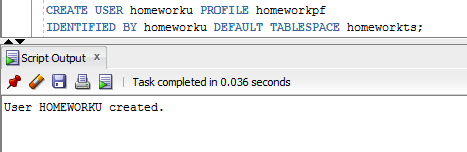 CREATE USER homeworku PROFILE homeworkpf
IDENTIFIED BY homeworku DEFAULT TABLESPACE homeworkts;
Script Output x
Task completed in 0.036 seconds
User HOMEWORKU created.